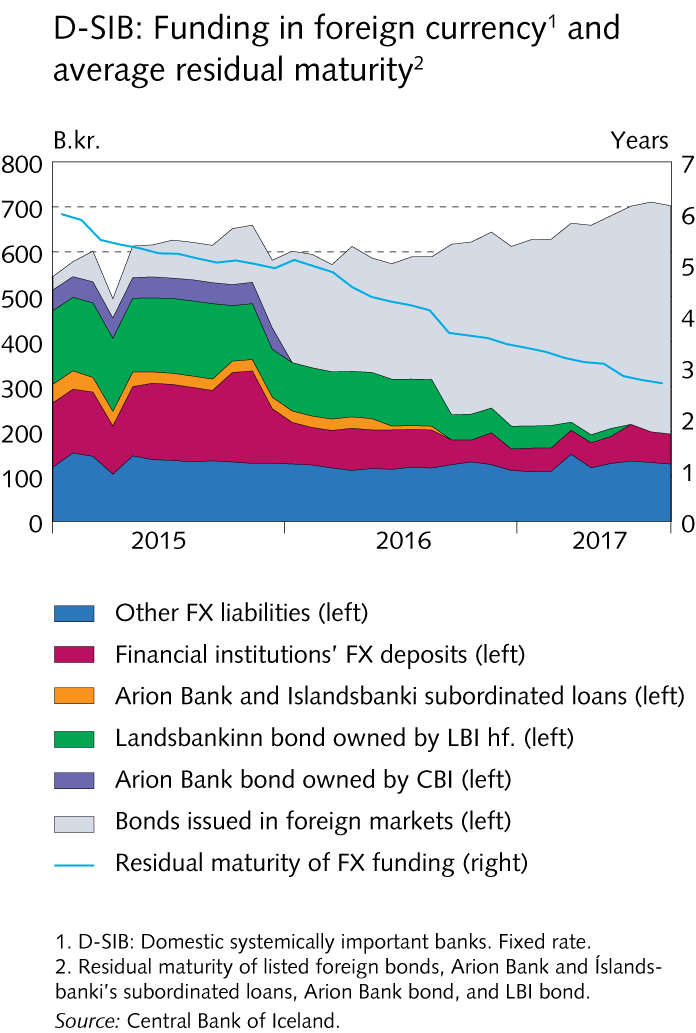 D-SIB: Funding in foreign currency¹ and
average residual maturity²
B.kr.
Years
800
700
600
500
400
300
200
100
0
7
6
5
4
3
2
1
0
2015
2016
2017
Other FX liabilities (left)
Financial institutions’ FX deposits (left)
Arion Bank and Islandsbanki subordinated loans (left)
Landsbankinn bond owned by LBI hf. (left)
Arion Bank bond owned by CBI (left)
Bonds issued in foreign markets (left)
Residual maturity of FX funding (right)
1. D-SIB: Domestic systemically important banks. Fixed rate.
2. Residual maturity of listed foreign bonds, Arion Bank and Íslands-
banki’s subordinated loans, Arion Bank bond, and LBI bond.
Source: Central Bank of Iceland.